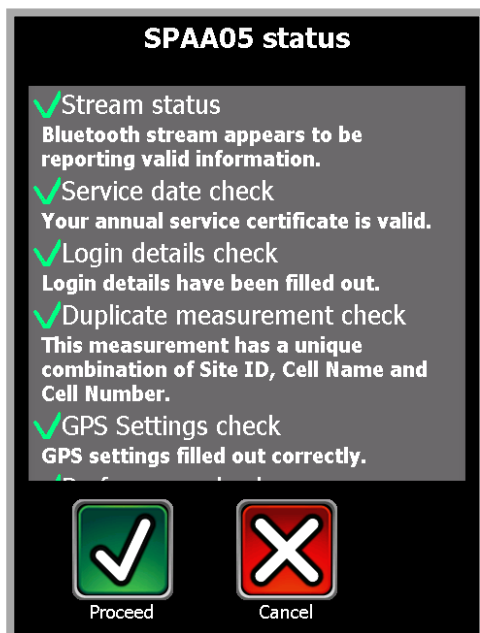 SPAA05 status
Stream status
Bluetooth stream appears to be
reporting valid information.
Service date check
Your annual service certificate is valid.
Login details check
Login details have been filled out.
Duplicate measurement check
This measurement has a unique
combination of Site ID, Cell Name and
Cell Number.
GPS Settings check
GPS settings filled out correctly.
Proceed
Cancel